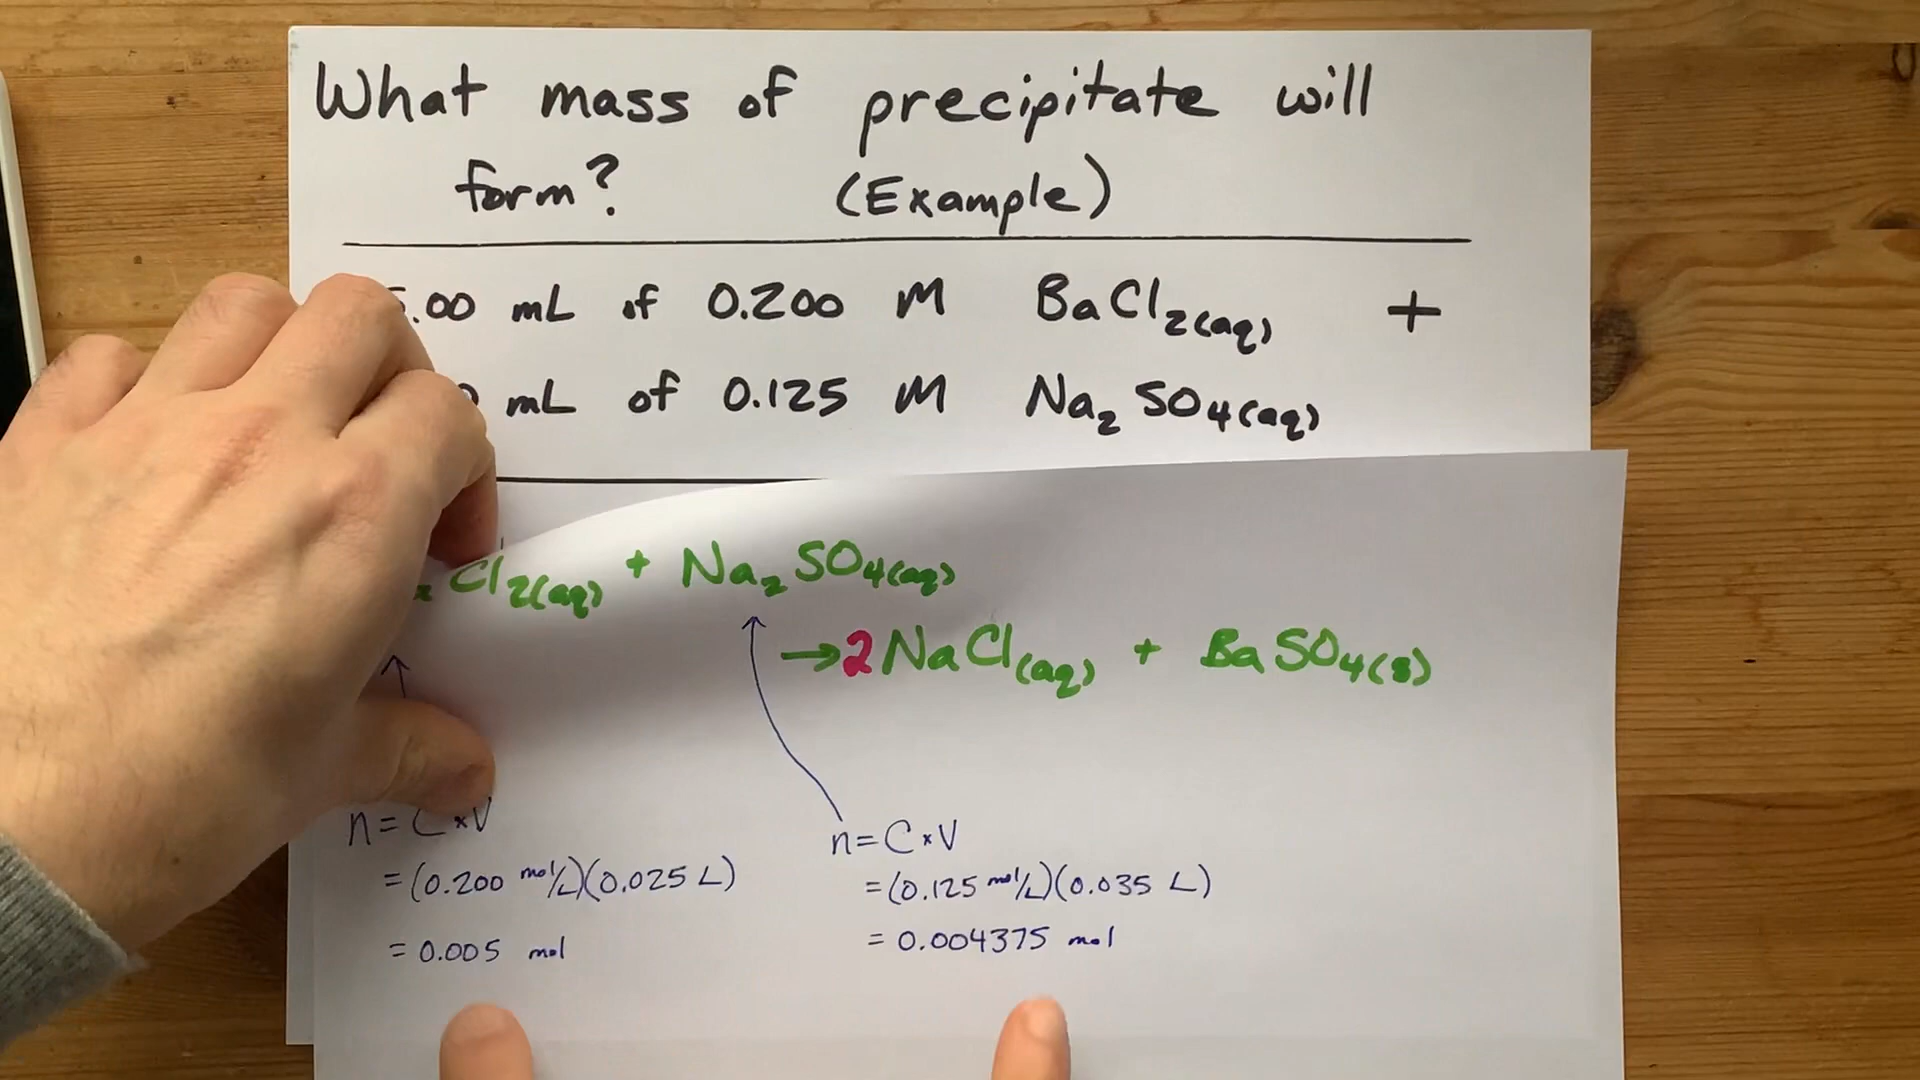 What mass of precipitate will
form? (Example)
.00 mL of 0.200 M BaCl₂(aq) +
mL of 0.125 M Na₂SO₄(aq)
Cl₂(aq) + Na₂SO₄(aq)
→ 2NaCl(aq) + BaSO₄(s)
n = C × V
= (0.200 mol/L)(0.025 L)
= 0.005 mol
n = C × V
= (0.125 mol/L)(0.035 L)
= 0.004375 mol